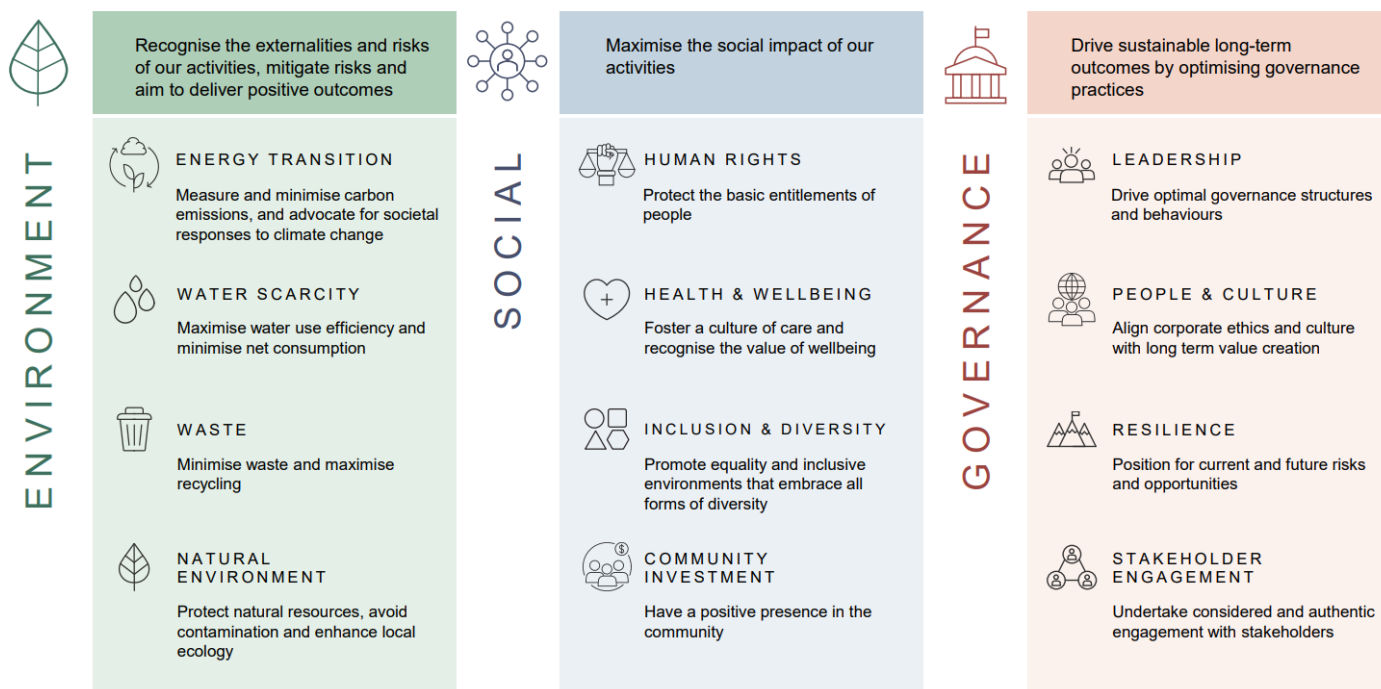 ENVIRONMENT
Recognise the externalities and risks
of our activities, mitigate risks and
aim to deliver positive outcomes
ENERGY TRANSITION
Measure and minimise carbon
emissions, and advocate for societal
responses to climate change
WATER SCARCITY
Maximise water use efficiency and
minimise net consumption
WASTE
Minimise waste and maximise
recycling
NATURAL
ENVIRONMENT
Protect natural resources, avoid
contamination and enhance local
ecology
SOCIAL
Maximise the social impact of our
activities
HUMAN RIGHTS
Protect the basic entitlements of
people
HEALTH & WELLBEING
Foster a culture of care and
recognise the value of wellbeing
INCLUSION & DIVERSITY
Promote equality and inclusive
environments that embrace all
forms of diversity
$
COMMUNITY
INVESTMENT
Have a positive presence in the
community
GOVERNANCE
Drive sustainable long-term
outcomes by optimising governance
practices
LEADERSHIP
Drive optimal governance structures
and behaviours
PEOPLE & CULTURE
Align corporate ethics and culture
with long term value creation
RESILIENCE
Position for current and future risks
and opportunities
STAKEHOLDER
ENGAGEMENT
Undertake considered and authentic
engagement with stakeholders